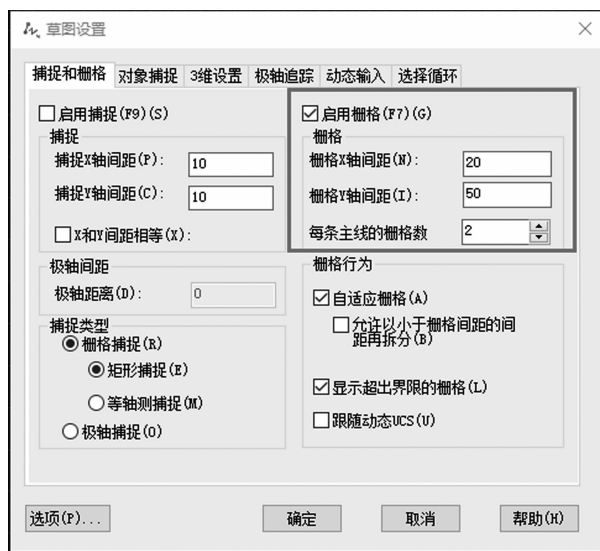 草图设置
捕捉和栅格 对象捕捉 3维设置 极轴追踪 动态输入 选择循环
启用捕捉(F9)(S)
捕捉
捕捉X轴间距(P): 10
捕捉Y轴间距(C): 10
X和Y间距相等(X):
极轴间距
极轴距离(D): 0
捕捉类型
栅格捕捉(R)
矩形捕捉(E)
等轴测捕捉(M)
极轴捕捉(O)
启用栅格(F7)(G)
栅格
栅格X轴间距(N): 20
栅格Y轴间距(I): 50
每条主线的栅格数 2
栅格行为
自适应栅格(A)
允许以小于栅格间距的间
距再拆分(B)
显示超出界限的栅格(L)
跟随动态UCS(U)
选项(P)... 确定 取消 帮助(H)